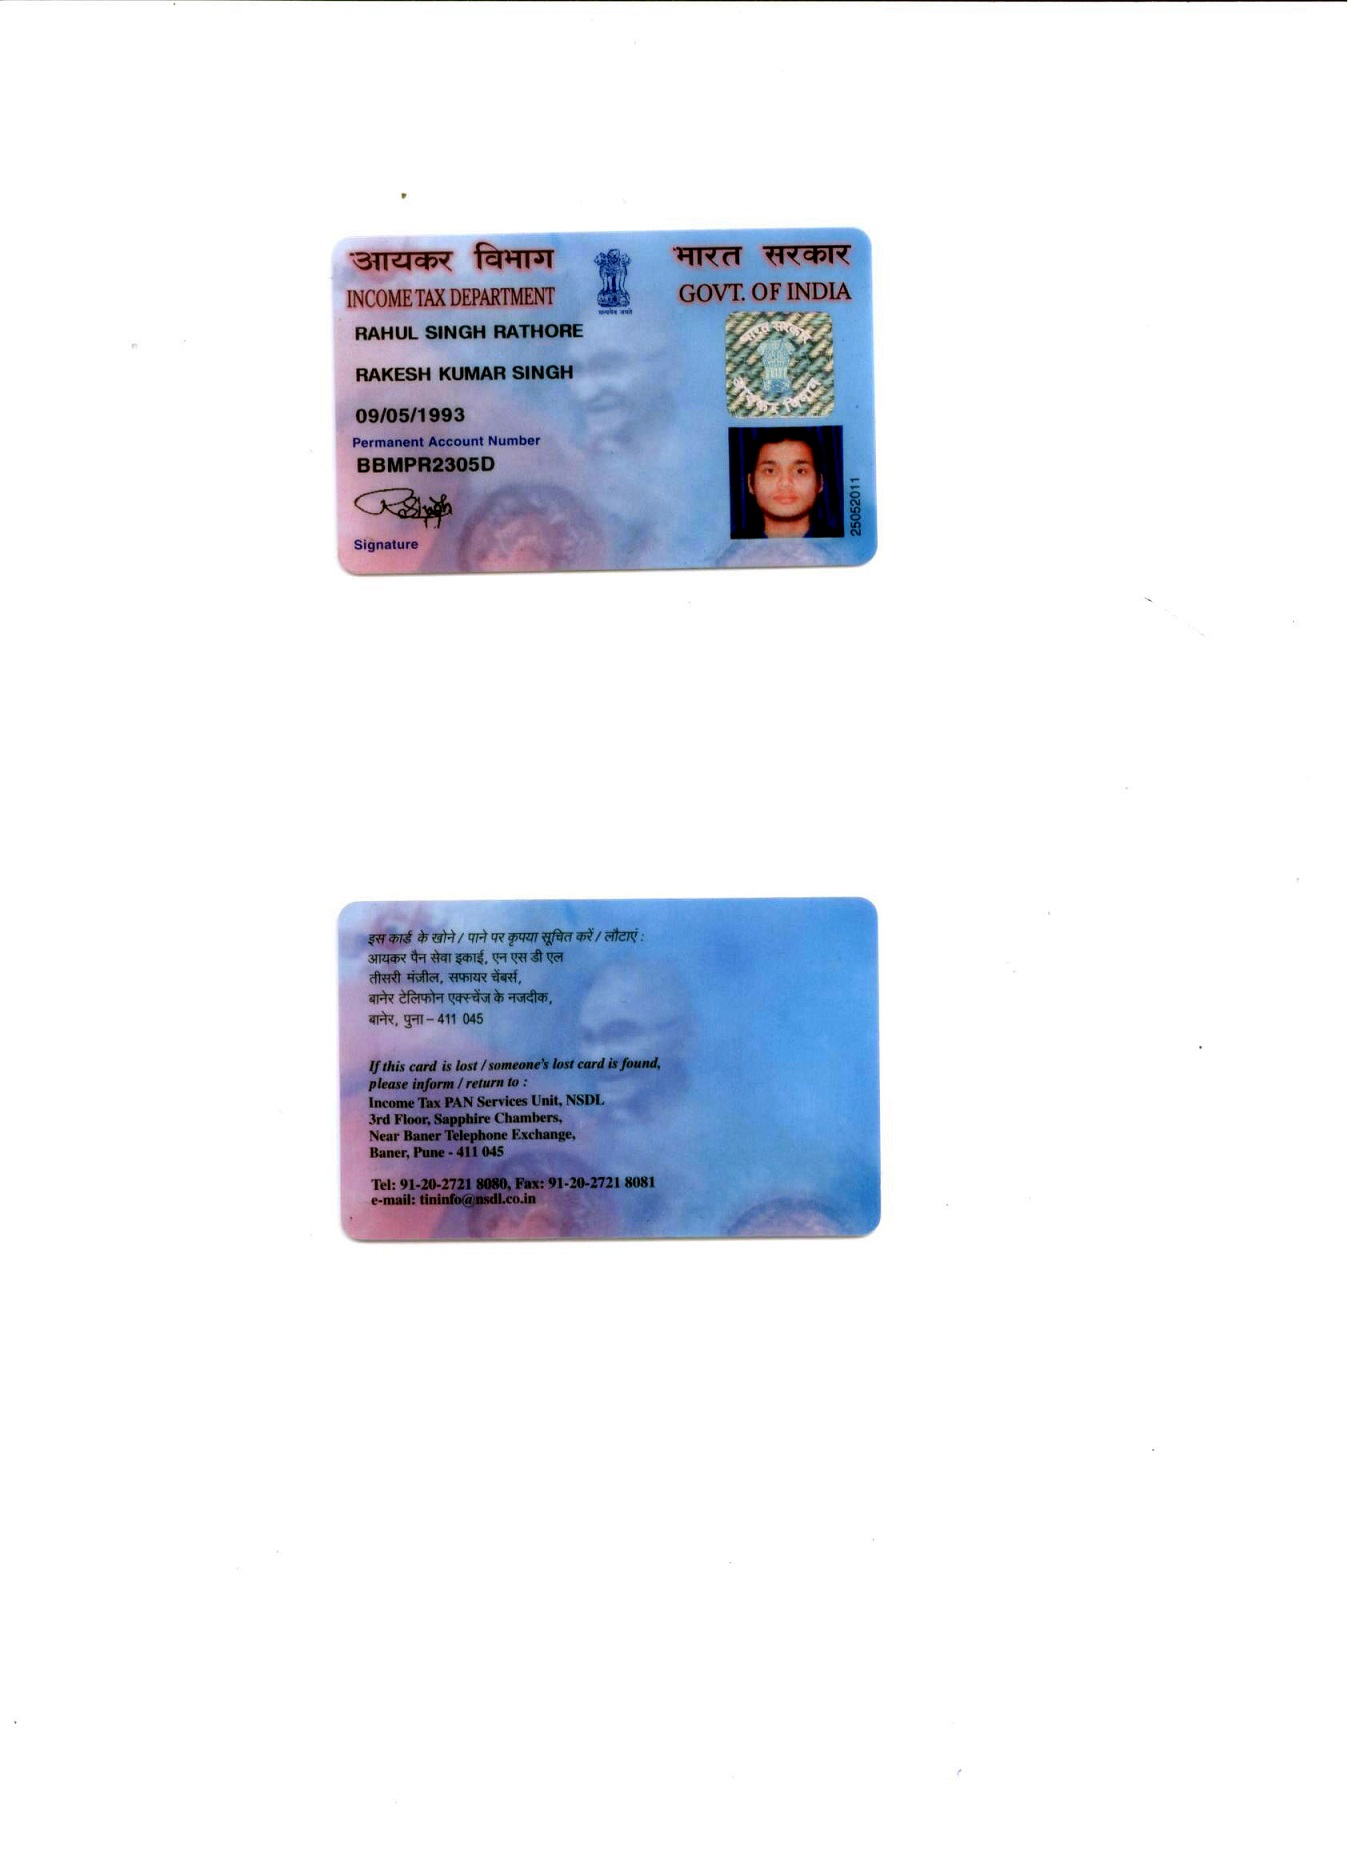 आयकर विभाग
INCOME TAX DEPARTMENT
भारत सरकार
GOVT. OF INDIA
सत्यमेव जयते
RAHUL SINGH RATHORE
RAKESH KUMAR SINGH
09/05/1993
Permanent Account Number
BBMPR2305D
Signature
भारत सरकार
आयकर विभाग
25052011
इस कार्ड के खोने / पाने पर कृपया सूचित करें / लौटाएं :
आयकर पैन सेवा इकाई, एन एस डी एल
तीसरी मंजील, सफायर चेंबर्स,
बानेर टेलिफोन एक्स्चेंज के नजदीक,
बानेर, पुना – 411 045
If this card is lost / someone's lost card is found,
please inform / return to :
Income Tax PAN Services Unit, NSDL
3rd Floor, Sapphire Chambers,
Near Baner Telephone Exchange,
Baner, Pune - 411 045
Tel: 91-20-2721 8080, Fax: 91-20-2721 8081
e-mail: tininfo@nsdl.co.in